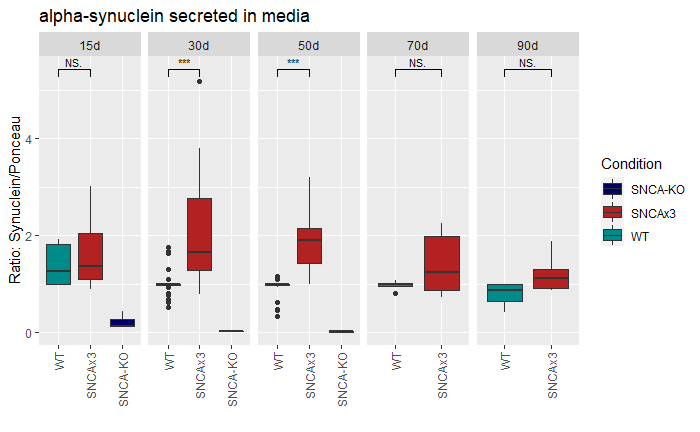 alpha-synuclein secreted in media
15d 30d 50d 70d 90d
NS. *** *** NS. NS.
Ratio: Synuclein/Ponceau
4
2
0
WT SNCAx3 SNCA-KO WT SNCAx3 SNCA-KO WT SNCAx3 SNCA-KO WT SNCAx3 WT SNCAx3
Condition
SNCA-KO
SNCAx3
WT